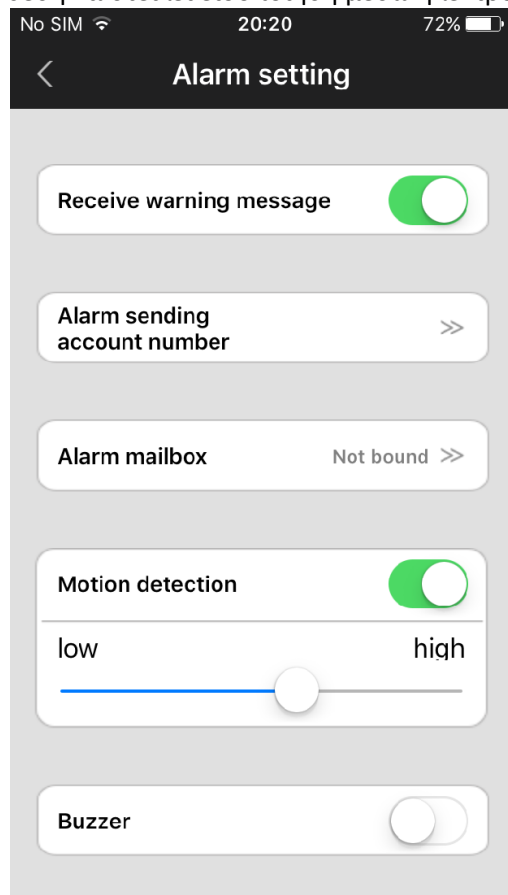 No SIM 20:20 72%
Alarm setting
Receive warning message
Alarm sending
account number
Alarm mailbox Not bound
Motion detection
low high
Buzzer